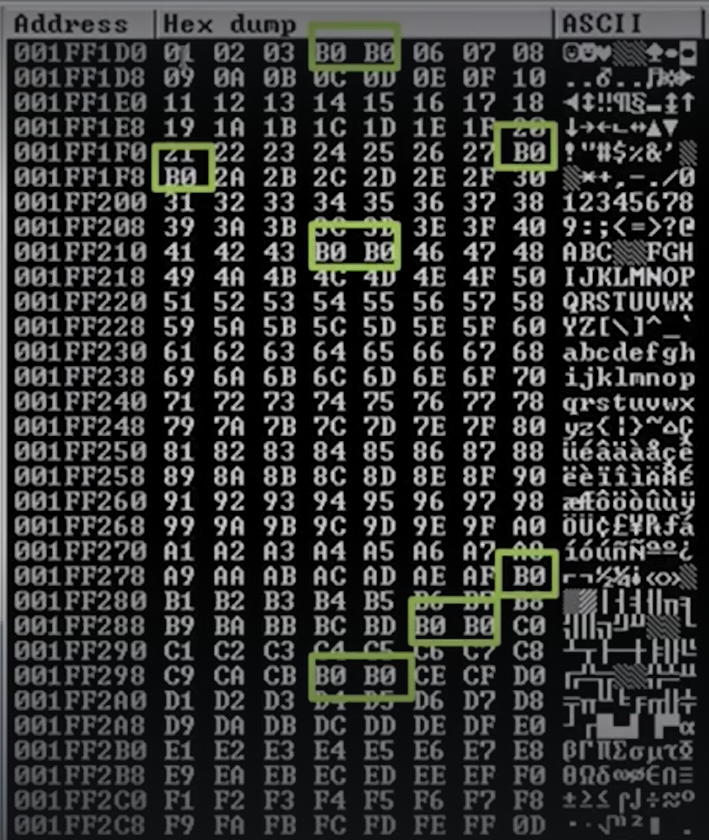 Address Hex dump ASCII
001FF1D0 01 02 03 B0 B0 06 07 08
001FF1D8 09 0A 0B 0C 0D 0E 0F 10
001FF1E0 11 12 13 14 15 16 17 18
001FF1E8 19 1A 1B 1C 1D 1E 1F 20
001FF1F0 21 22 23 24 25 26 27 B0 !"#$%&'▒
001FF1F8 B0 2A 2B 2C 2D 2E 2F 30 ▒*+,-./0
001FF200 31 32 33 34 35 36 37 38 12345678
001FF208 39 3A 3B 3C 3D 3E 3F 40 9:;<=>?@
001FF210 41 42 43 B0 B0 46 47 48 ABC▒▒FGH
001FF218 49 4A 4B 4C 4D 4E 4F 50 IJKLMNOP
001FF220 51 52 53 54 55 56 57 58 QRSTUVWX
001FF228 59 5A 5B 5C 5D 5E 5F 60 YZ[\]^_`
001FF230 61 62 63 64 65 66 67 68 abcdefgh
001FF238 69 6A 6B 6C 6D 6E 6F 70 ijklmnop
001FF240 71 72 73 74 75 76 77 78 qrstuvwx
001FF248 79 7A 7B 7C 7D 7E 7F 80 yz{|}~⌂Ç
001FF250 81 82 83 84 85 86 87 88 üéâäàåçê
001FF258 89 8A 8B 8C 8D 8E 8F 90 ëèïîìÄÅÉ
001FF260 91 92 93 94 95 96 97 98 æÆôöòûùÿ
001FF268 99 9A 9B 9C 9D 9E 9F A0
001FF270 A1 A2 A3 A4 A5 A6 A7 A8 íóúñÑªº¿
001FF278 A9 AA AB AC AD AE AF B0
001FF280 B1 B2 B3 B4 B5 B6 B7 B8
001FF288 B9 BA BB BC BD B0 B0 C0
001FF290 C1 C2 C3 C4 C5 C6 C7 C8
001FF298 C9 CA CB B0 B0 CE CF D0
001FF2A0 D1 D2 D3 D4 D5 D6 D7 D8
001FF2A8 D9 DA DB DC DD DE DF E0
001FF2B0 E1 E2 E3 E4 E5 E6 E7 E8
001FF2B8 E9 EA EB EC ED EE EF F0
001FF2C0 F1 F2 F3 F4 F5 F6 F7 F8
001FF2C8 F9 FA FB FC FD FE FF 0D